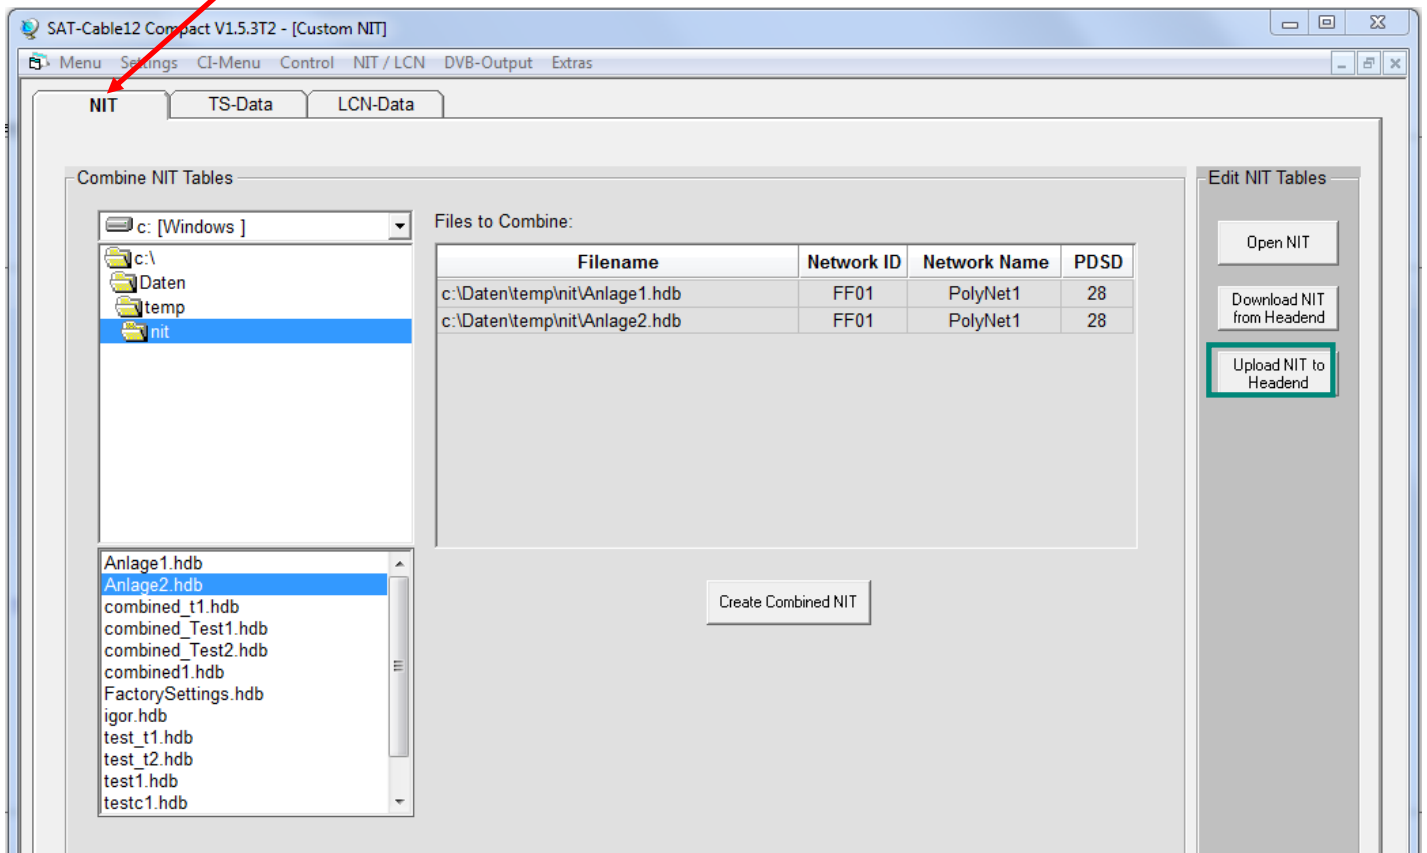 SAT-Cable12 Compact V1.5.3T2 - [Custom NIT]
Menu Settings CI-Menu Control NIT / LCN DVB-Output Extras
NIT TS-Data LCN-Data
Combine NIT Tables
Edit NIT Tables
c: [Windows ]
Files to Combine:
Open NIT
c:\
Daten
temp
nit
Filename Network ID Network Name PDSD
c:\Daten\temp\nit\Anlage1.hdb FF01 PolyNet1 28
c:\Daten\temp\nit\Anlage2.hdb FF01 PolyNet1 28
Download NIT
from Headend
Upload NIT to
Headend
Anlage1.hdb
Anlage2.hdb
combined_t1.hdb
combined_Test1.hdb
combined_Test2.hdb
combined1.hdb
FactorySettings.hdb
igor.hdb
test_t1.hdb
test_t2.hdb
test1.hdb
testc1.hdb
Create Combined NIT